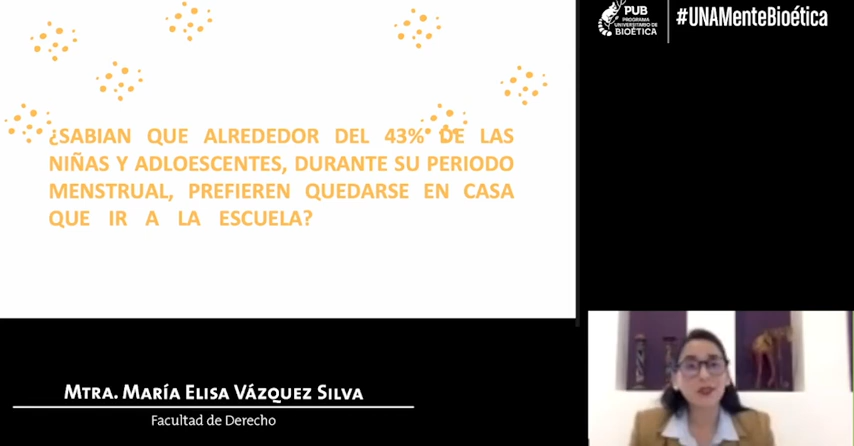 ¿SABIAN QUE ALREDEDOR DEL 43% DE LAS
NIÑAS Y ADLOESCENTES, DURANTE SU PERIODO
MENSTRUAL, PREFIEREN QUEDARSE EN CASA
QUE IR A LA ESCUELA?
PUB
PROGRAMA
UNIVERSITARIO DE
BIOÉTICA
#UNAMenteBioética
MTRA. MARÍA ELISA VÁZQUEZ SILVA
Facultad de Derecho